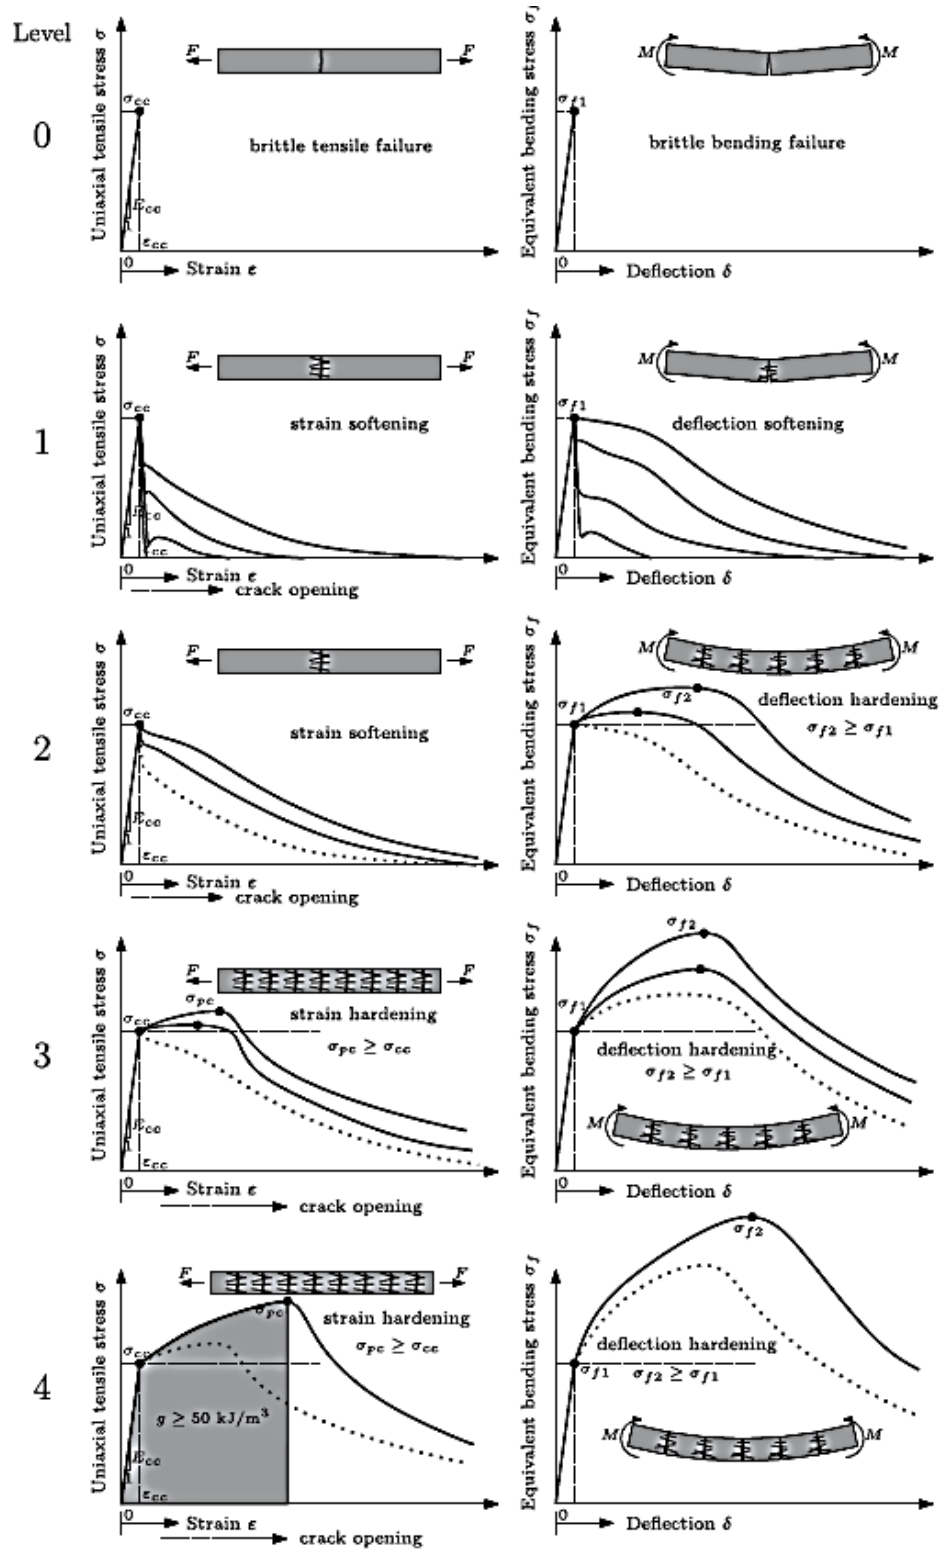 Level
0
Uniaxial tensile stress σ
F F
σcc
brittle tensile failure
Ecc
εcc
0
Strain ε
Equivalent bending stress σf
M M
σf1
brittle bending failure
0
Deflection δ
1
Uniaxial tensile stress σ
F F
σcc
strain softening
Ecc
εcc
0
Strain ε
crack opening
Equivalent bending stress σf
M M
σf1
deflection softening
0
Deflection δ
2
Uniaxial tensile stress σ
F F
σcc
strain softening
Ecc
εcc
0
Strain ε
crack opening
Equivalent bending stress σf
M M
σf1
σf2
deflection hardening
σf2 ≥ σf1
0
Deflection δ
3
Uniaxial tensile stress σ
F F
σpc
σcc
strain hardening
σpc ≥ σcc
Ecc
εcc
0
Strain ε
crack opening
Equivalent bending stress σf
σf2
σf1
deflection hardening
σf2 ≥ σf1
M M
0
Deflection δ
4
Uniaxial tensile stress σ
F F
σpc
σcc
strain hardening
σpc ≥ σcc
g ≥ 50 kJ/m³
Ecc
εcc
0
Strain ε
crack opening
Equivalent bending stress σf
σf2
deflection hardening
σf1
σf2 ≥ σf1
M M
0
Deflection δ